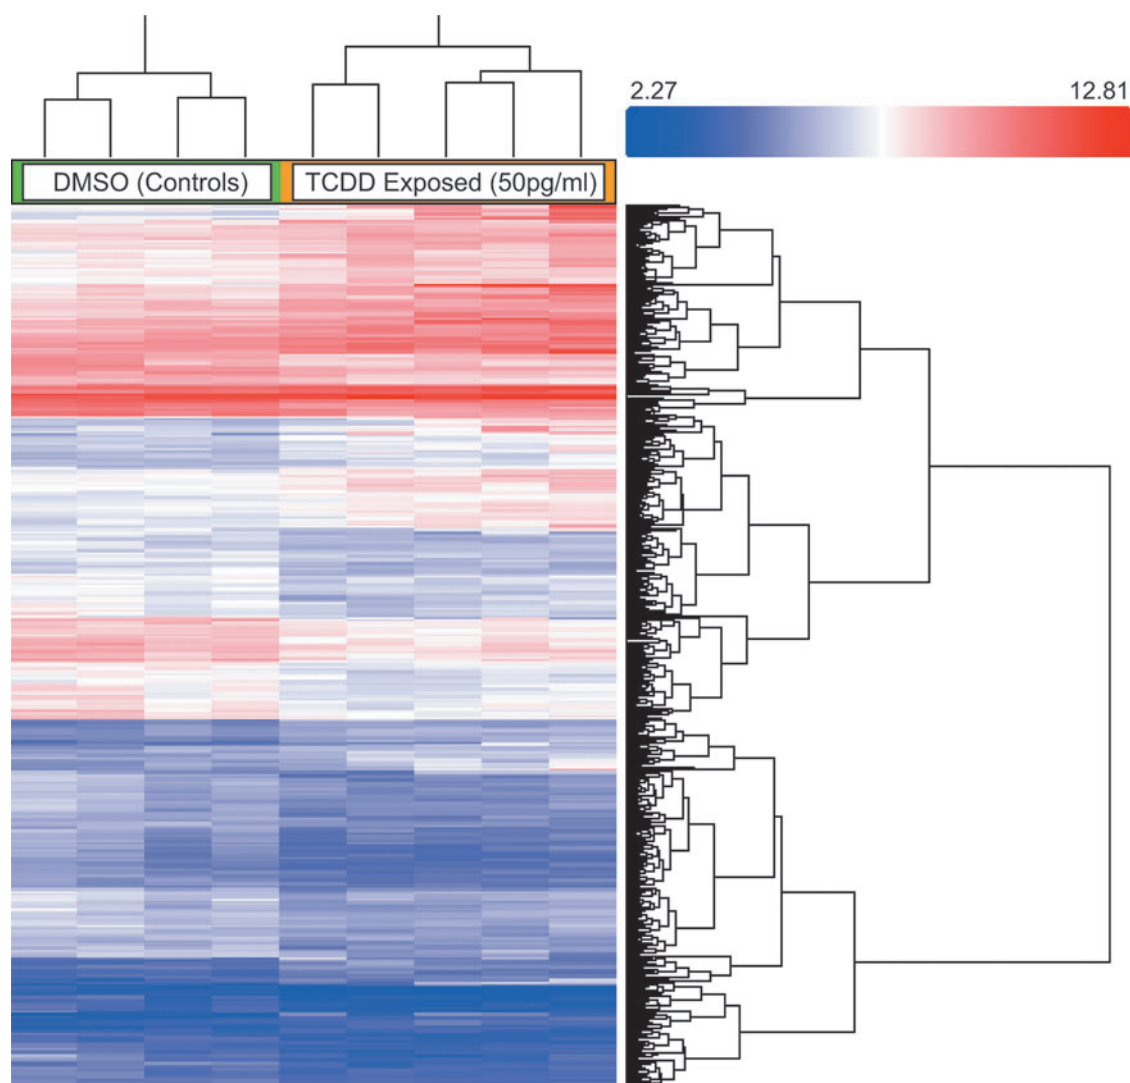 2.27 12.81
DMSO (Controls) TCDD Exposed (50pg/ml)